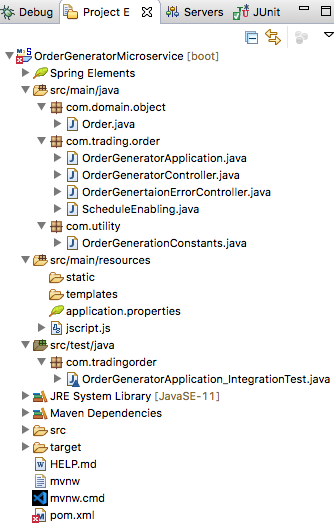 Debug Project E Servers JUnit
OrderGeneratorMicroservice [boot]
Spring Elements
src/main/java
com.domain.object
Order.java
com.trading.order
OrderGeneratorApplication.java
OrderGeneratorController.java
OrderGenertaionErrorController.java
ScheduleEnabling.java
com.utility
OrderGenerationConstants.java
src/main/resources
static
templates
application.properties
jscript.js
src/test/java
com.tradingorder
OrderGeneratorApplication_IntegrationTest.java
JRE System Library [JavaSE-11]
Maven Dependencies
src
target
HELP.md
mvnw
mvnw.cmd
pom.xml